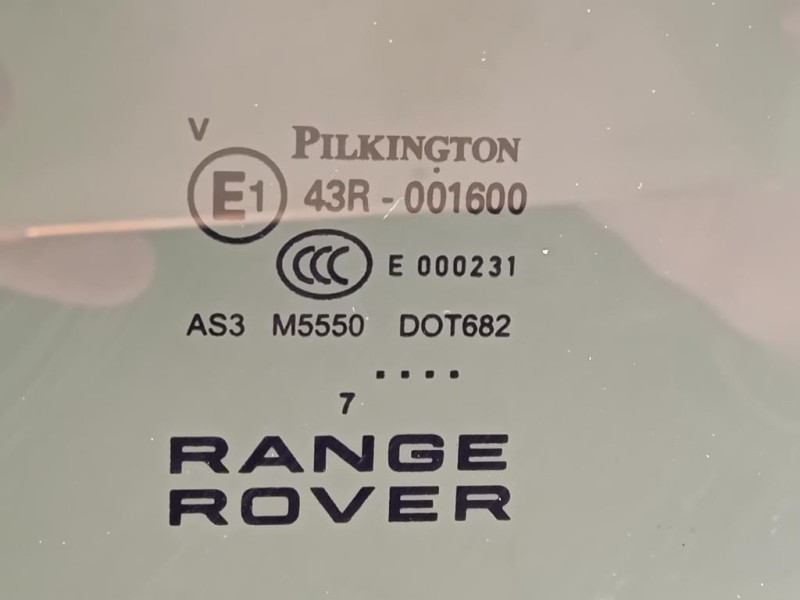 V PILKINGTON
E1 43R - 001600
CCC E 000231
AS3 M5550 DOT682
. . . .
7
RANGE
ROVER